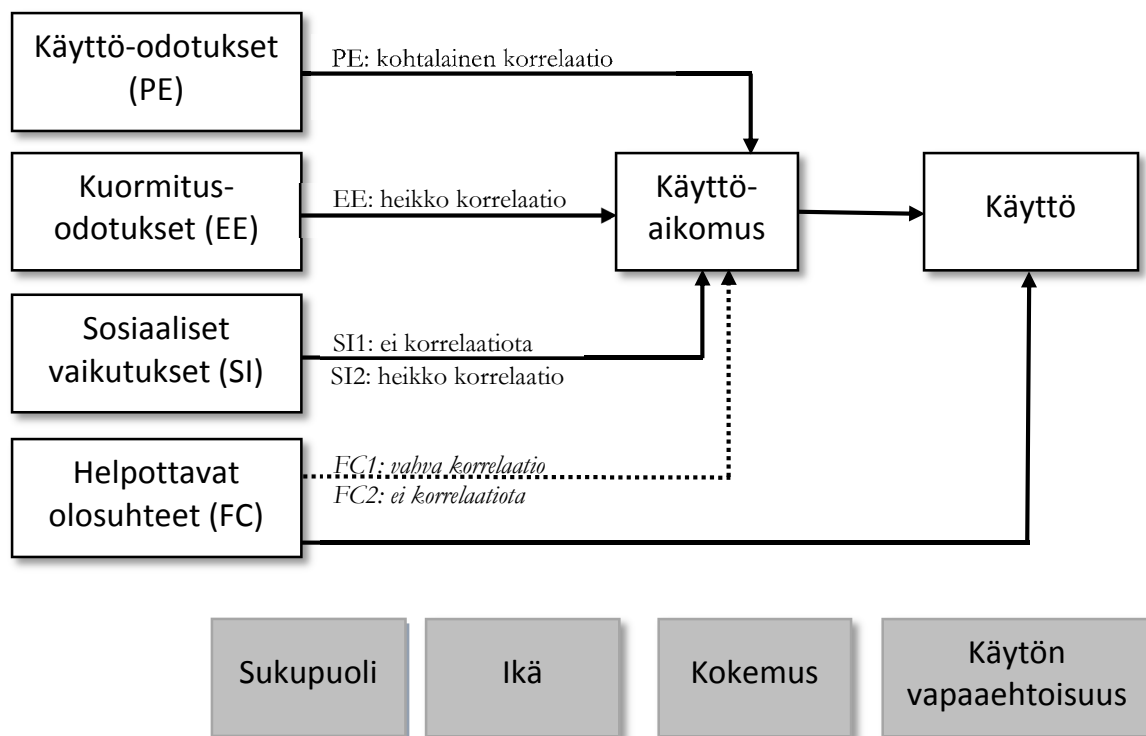 Käyttö-odotukset
(PE)
PE: kohtalainen korrelaatio
Kuormitus-
odotukset (EE)
EE: heikko korrelaatio
Käyttö-
aikomus
Käyttö
Sosiaaliset
vaikutukset (SI)
SI1: ei korrelaatiota
SI2: heikko korrelaatio
Helpottavat
olosuhteet (FC)
FC1: vahva korrelaatio
FC2: ei korrelaatiota
Sukupuoli
Ikä
Kokemus
Käytön
vapaaehtoisuus